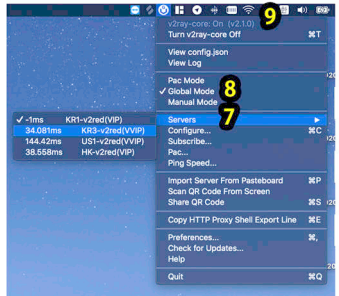 9
v2ray-core: On (v2.1.0)
Turn v2ray-core Off ⌘T
View config.json
View Log
Pac Mode
✓ Global Mode 8
Manual Mode
7
Servers ▶
✓ -1ms KR1-v2red(VVIP)
34.081ms KR3-v2red(VVIP)
144.42ms US1-v2red(VVIP)
38.558ms HK-v2red(VVIP)
Configure... ⌘C
Subscribe...
Pac...
Ping Speed...
Import Server From Pasteboard ⌘P
Scan QR Code From Screen
Share QR Code ⌘S
Copy HTTP Proxy Shell Export Line ⌘E
Preferences... ⌘,
Check for Updates...
Help
Quit ⌘Q